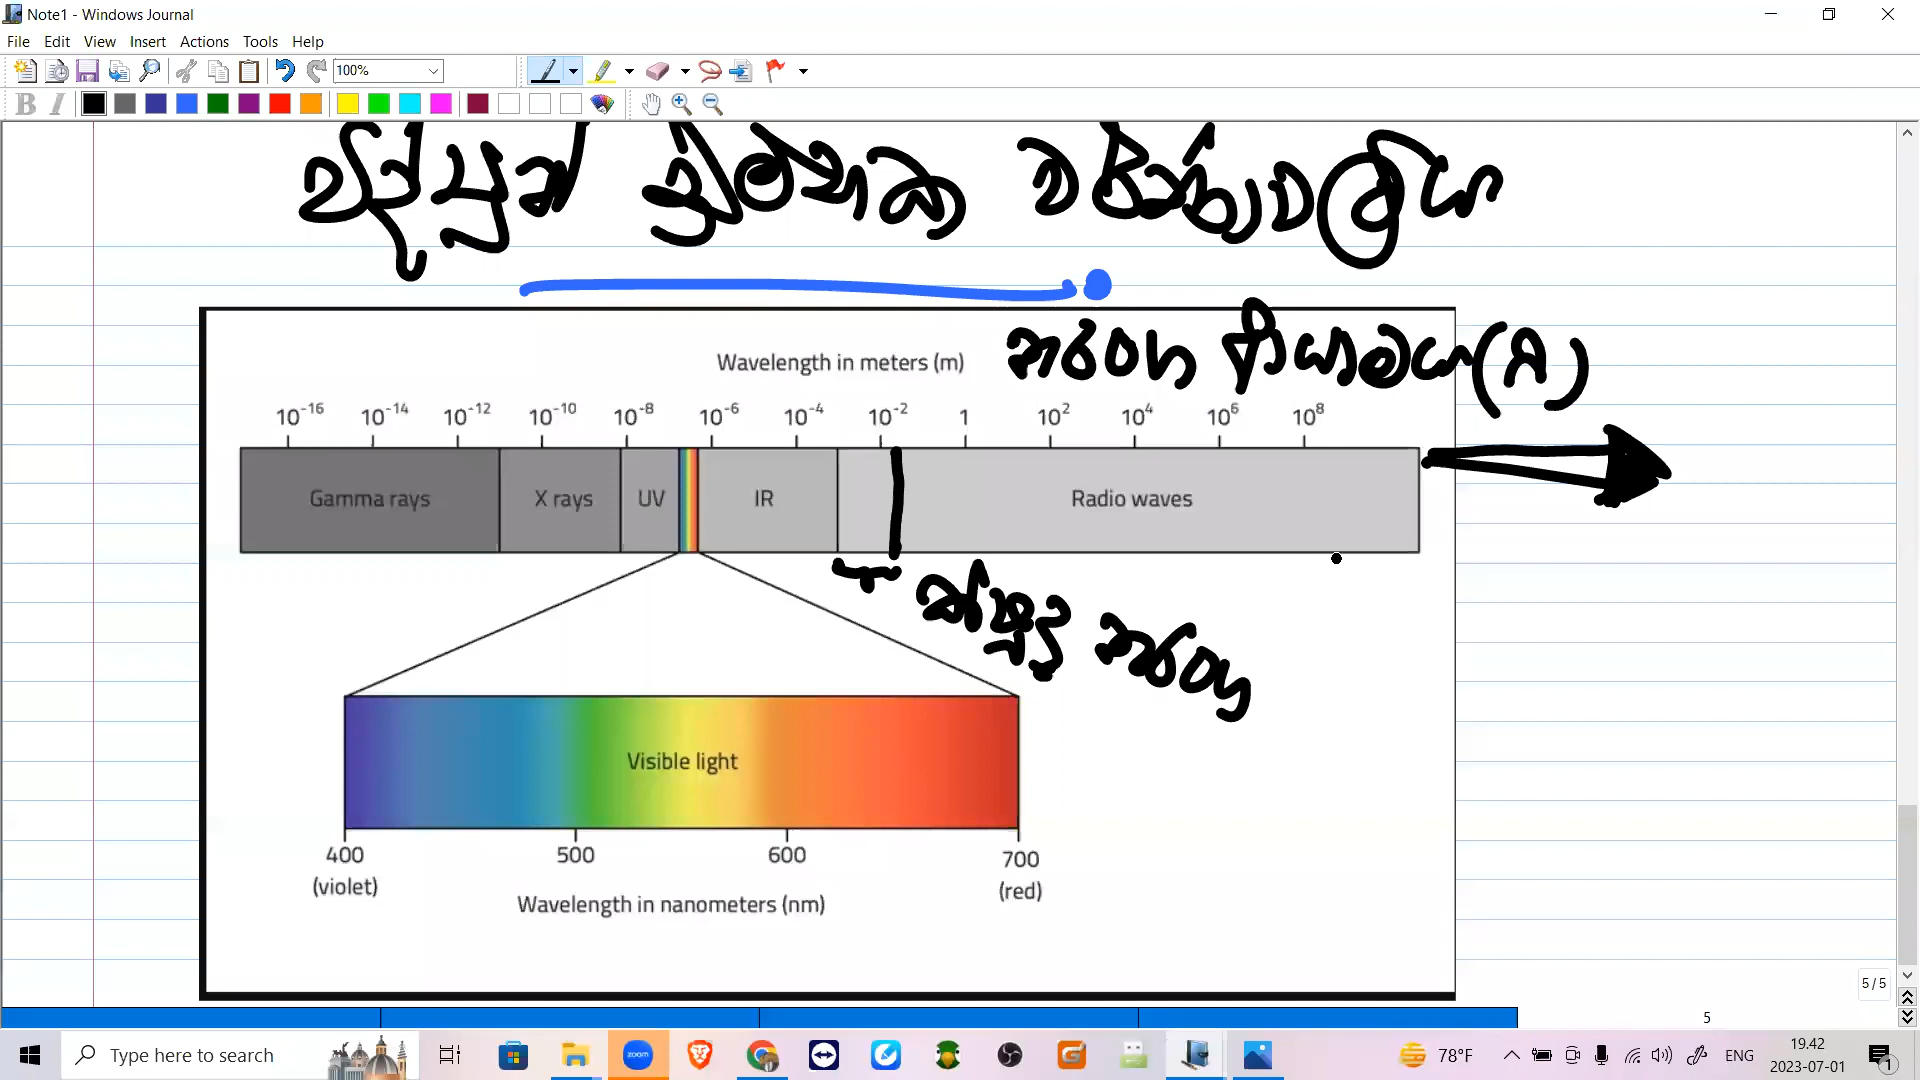 Note1 - Windows Journal
File Edit View Insert Actions Tools Help
100%
B I
විද්‍යුත් චුම්භක වර්ණාවලිය
Wavelength in meters (m) තරංග ආයාමය (λ)
10⁻¹⁶ 10⁻¹⁴ 10⁻¹² 10⁻¹⁰ 10⁻⁸ 10⁻⁶ 10⁻⁴ 10⁻² 1 10² 10⁴ 10⁶ 10⁸
Gamma rays X rays UV IR Radio waves
ක්ෂුද්‍ර තරංග
Visible light
400 500 600 700
(violet) (red)
Wavelength in nanometers (nm)
5 / 5
5
Type here to search
zoom
78°F
ENG
19.42
2023-07-01
1